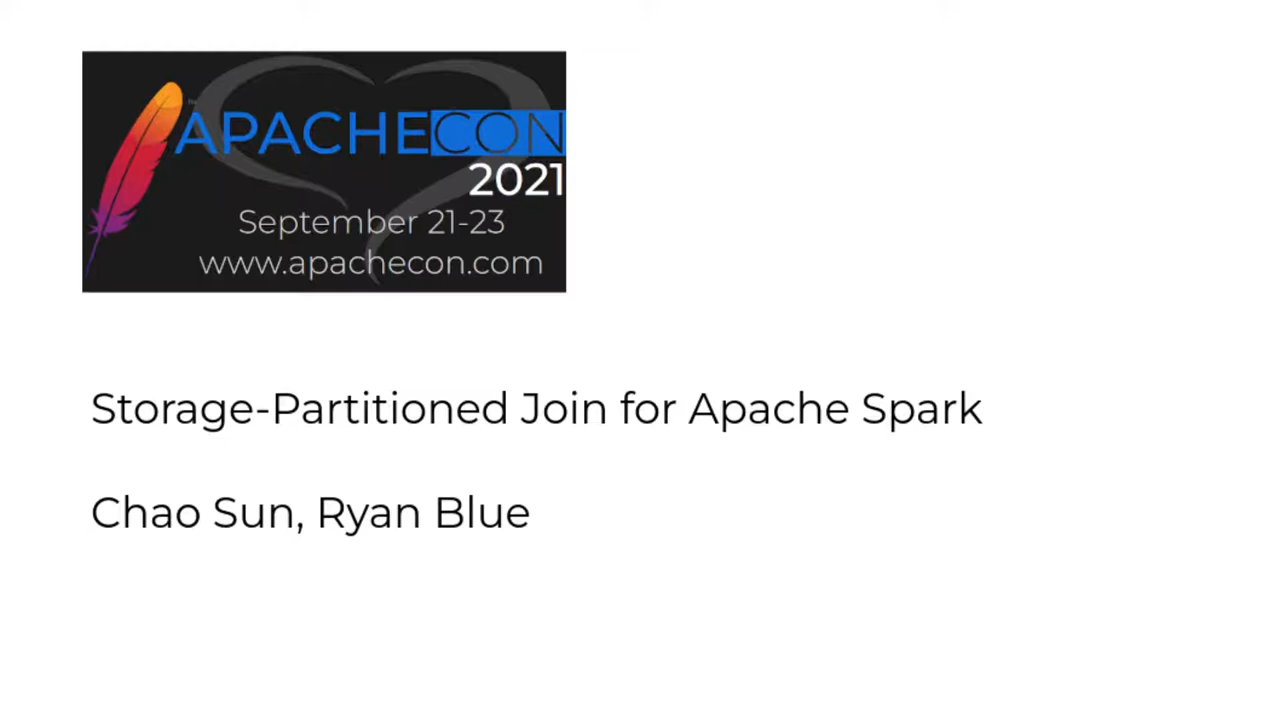 APACHECON
2021
September 21-23
www.apachecon.com
Storage-Partitioned Join for Apache Spark
Chao Sun, Ryan Blue